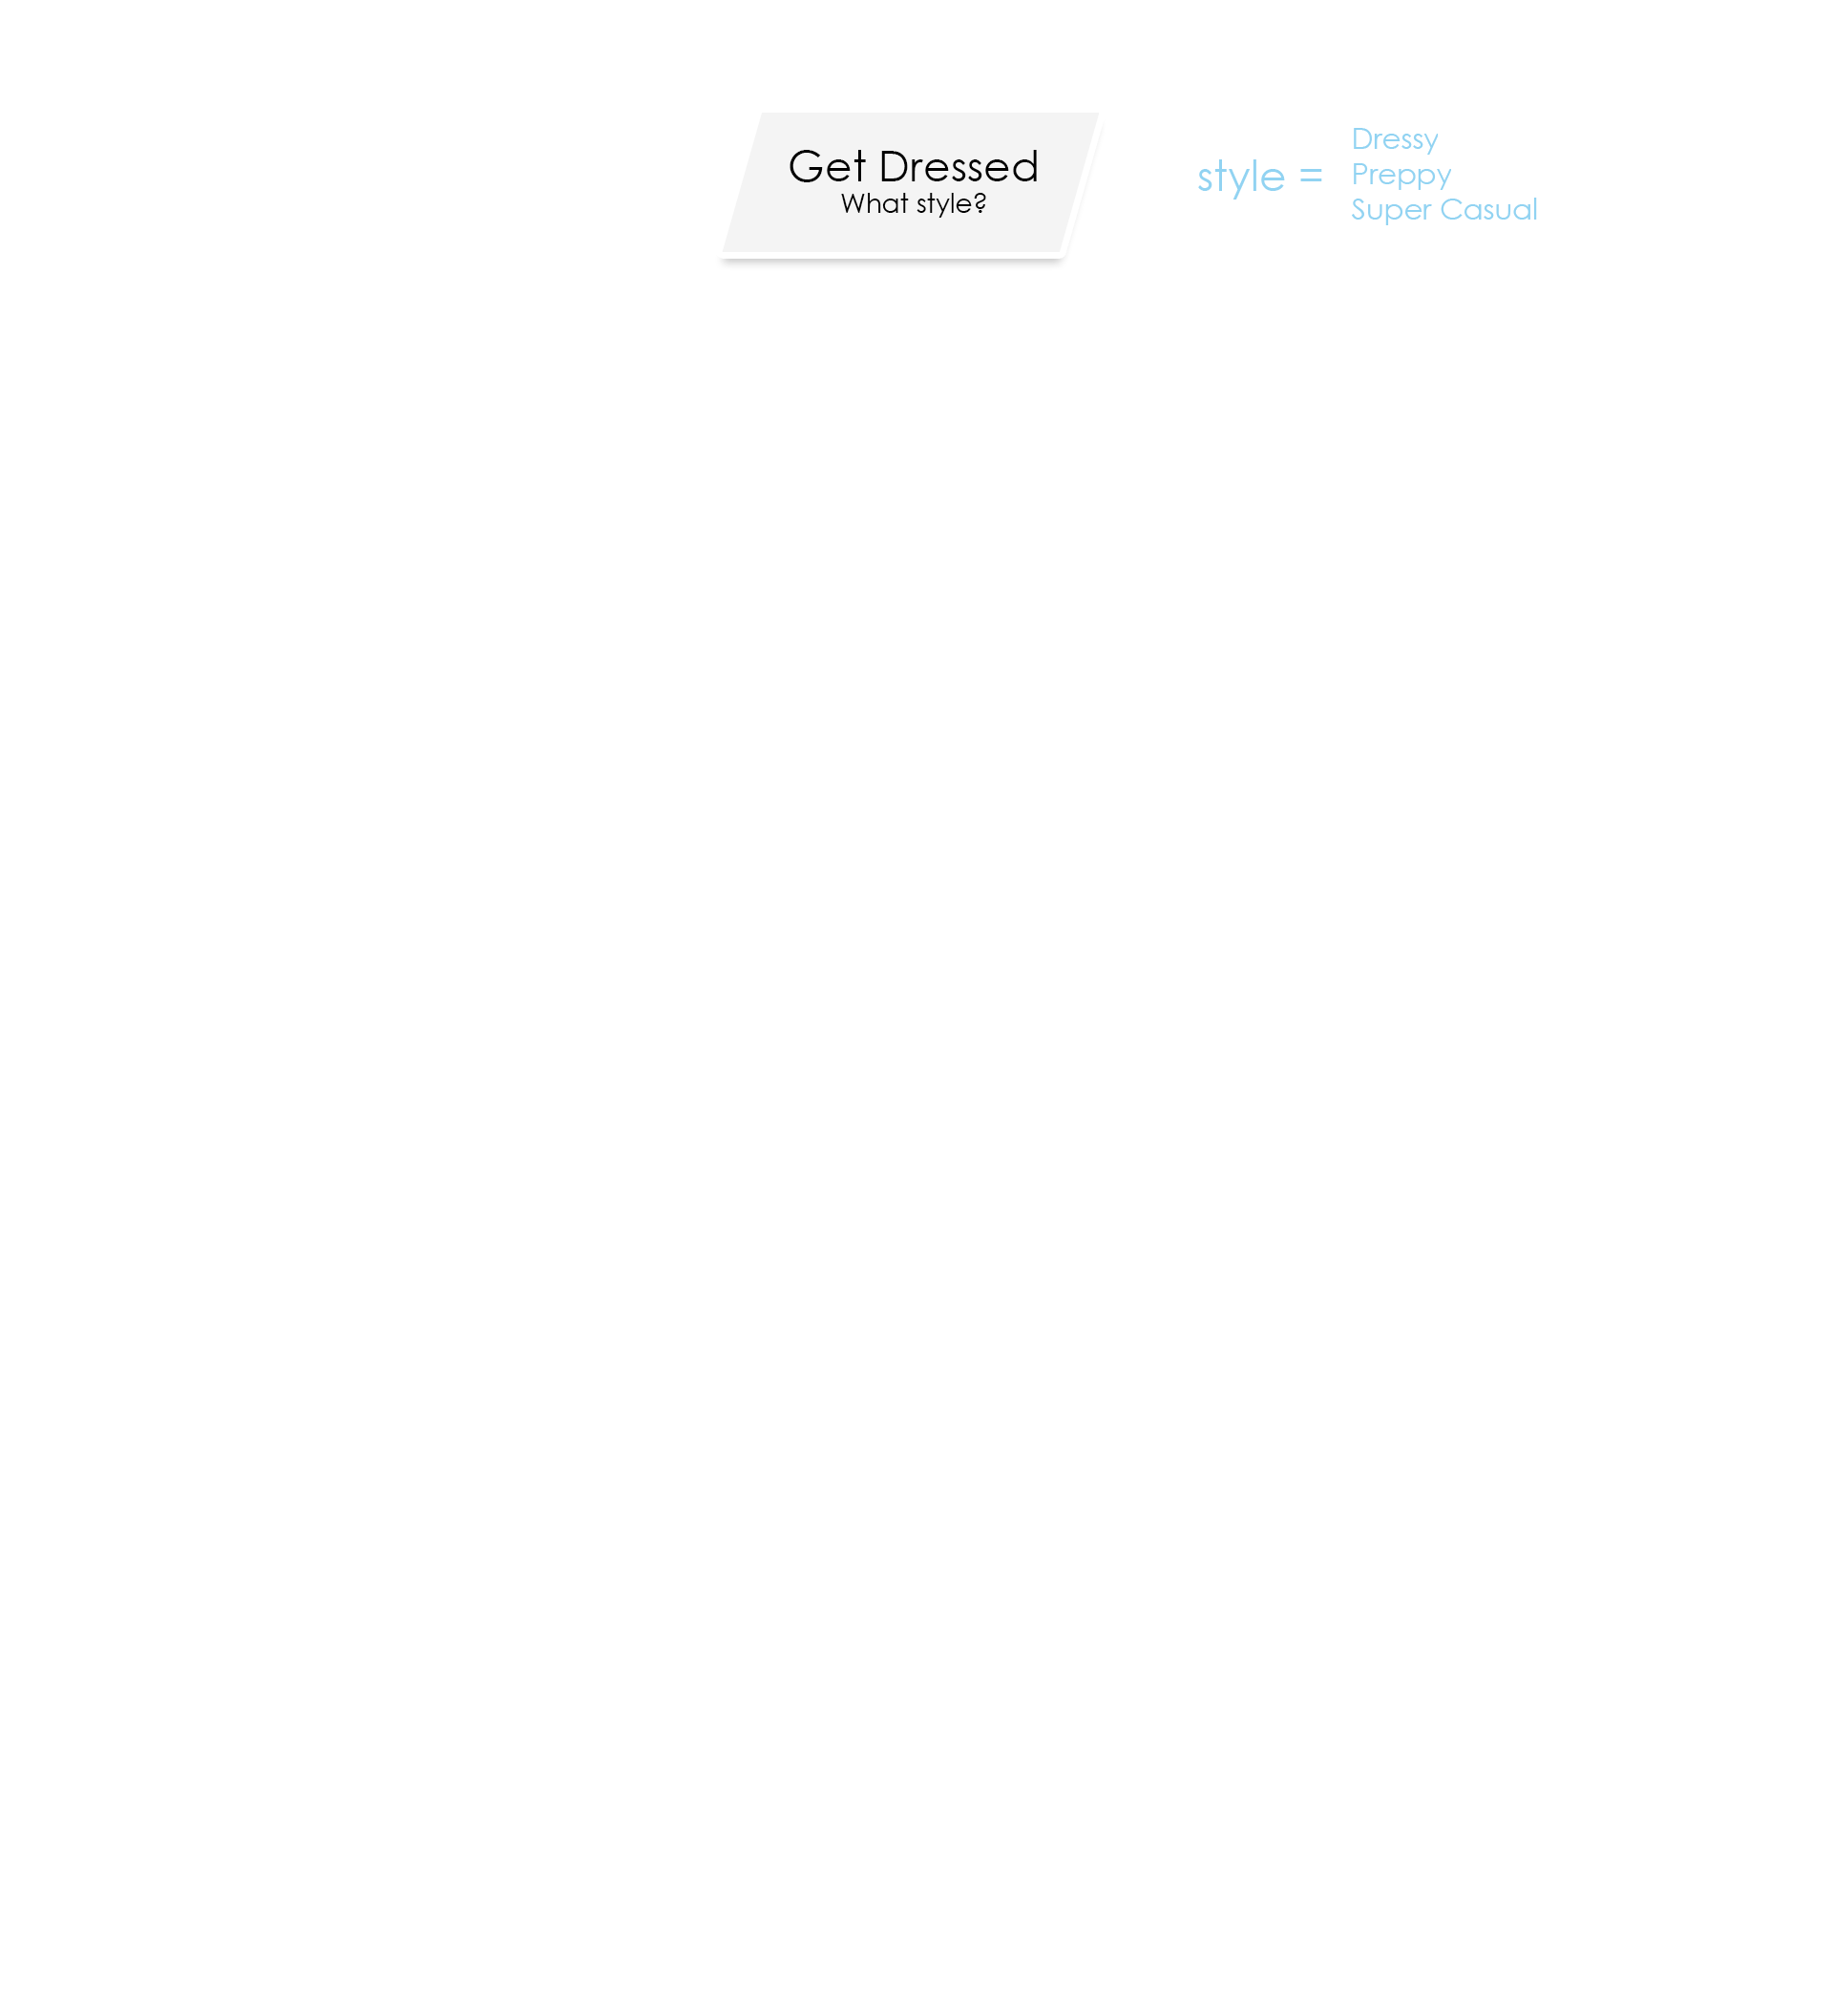 Get Dressed
What style?
style =
Dressy
Preppy
Super Casual